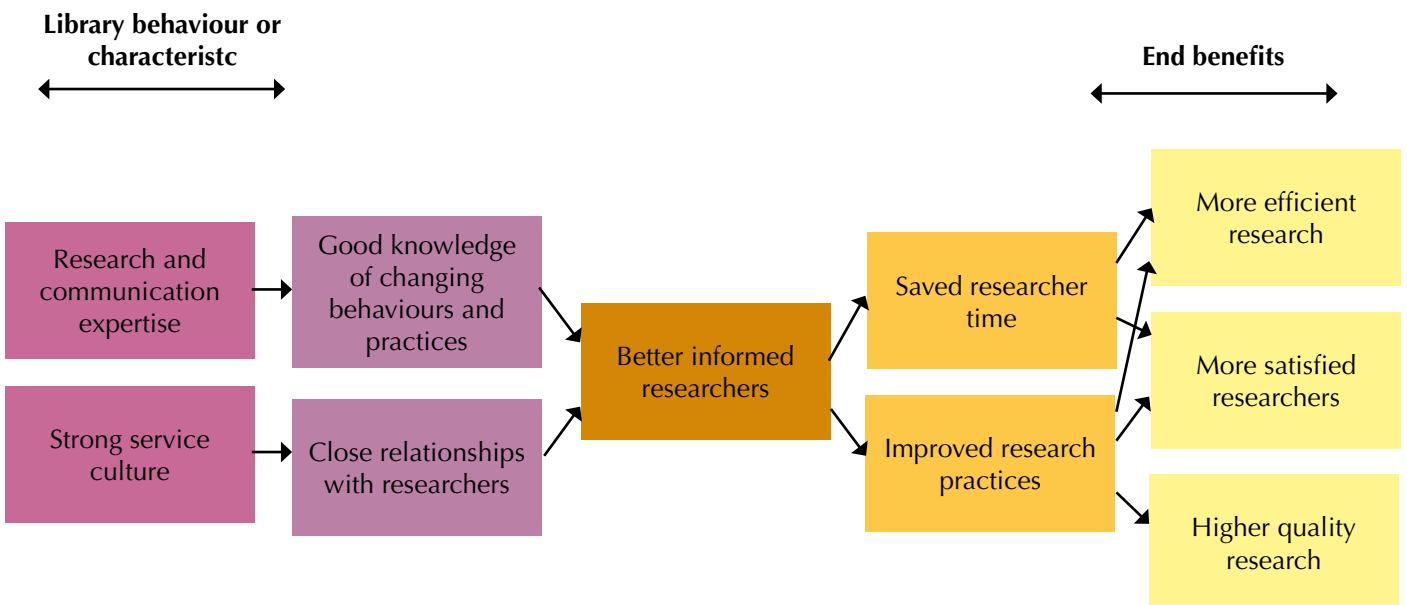 Library behaviour or
characteristc
End benefits
Research and
communication
expertise
Good knowledge
of changing
behaviours and
practices
Strong service
culture
Close relationships
with researchers
Better informed
researchers
Saved researcher
time
Improved research
practices
More efficient
research
More satisfied
researchers
Higher quality
research